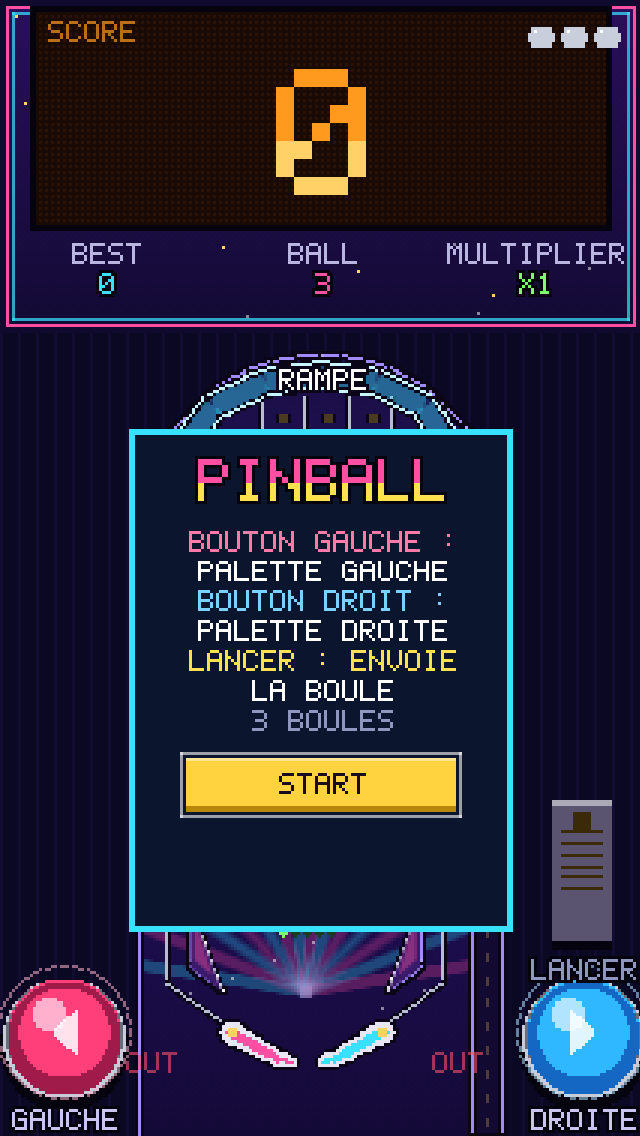 SCORE
0
BEST
BALL
MULTIPLIER
0
3
X1
RAMPE
PINBALL
BOUTON GAUCHE :
PALETTE GAUCHE
BOUTON DROIT :
PALETTE DROITE
LANCER : ENVOIE
LA BOULE
3 BOULES
START
LANCER
OUT
OUT
GAUCHE
DROITE